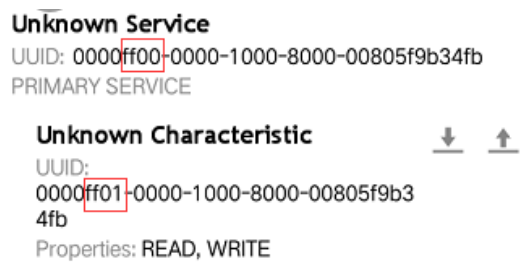 Unknown Service
UUID: 0000ff00-0000-1000-8000-00805f9b34fb
PRIMARY SERVICE
Unknown Characteristic
UUID:
0000ff01-0000-1000-8000-00805f9b3
4fb
Properties: READ, WRITE